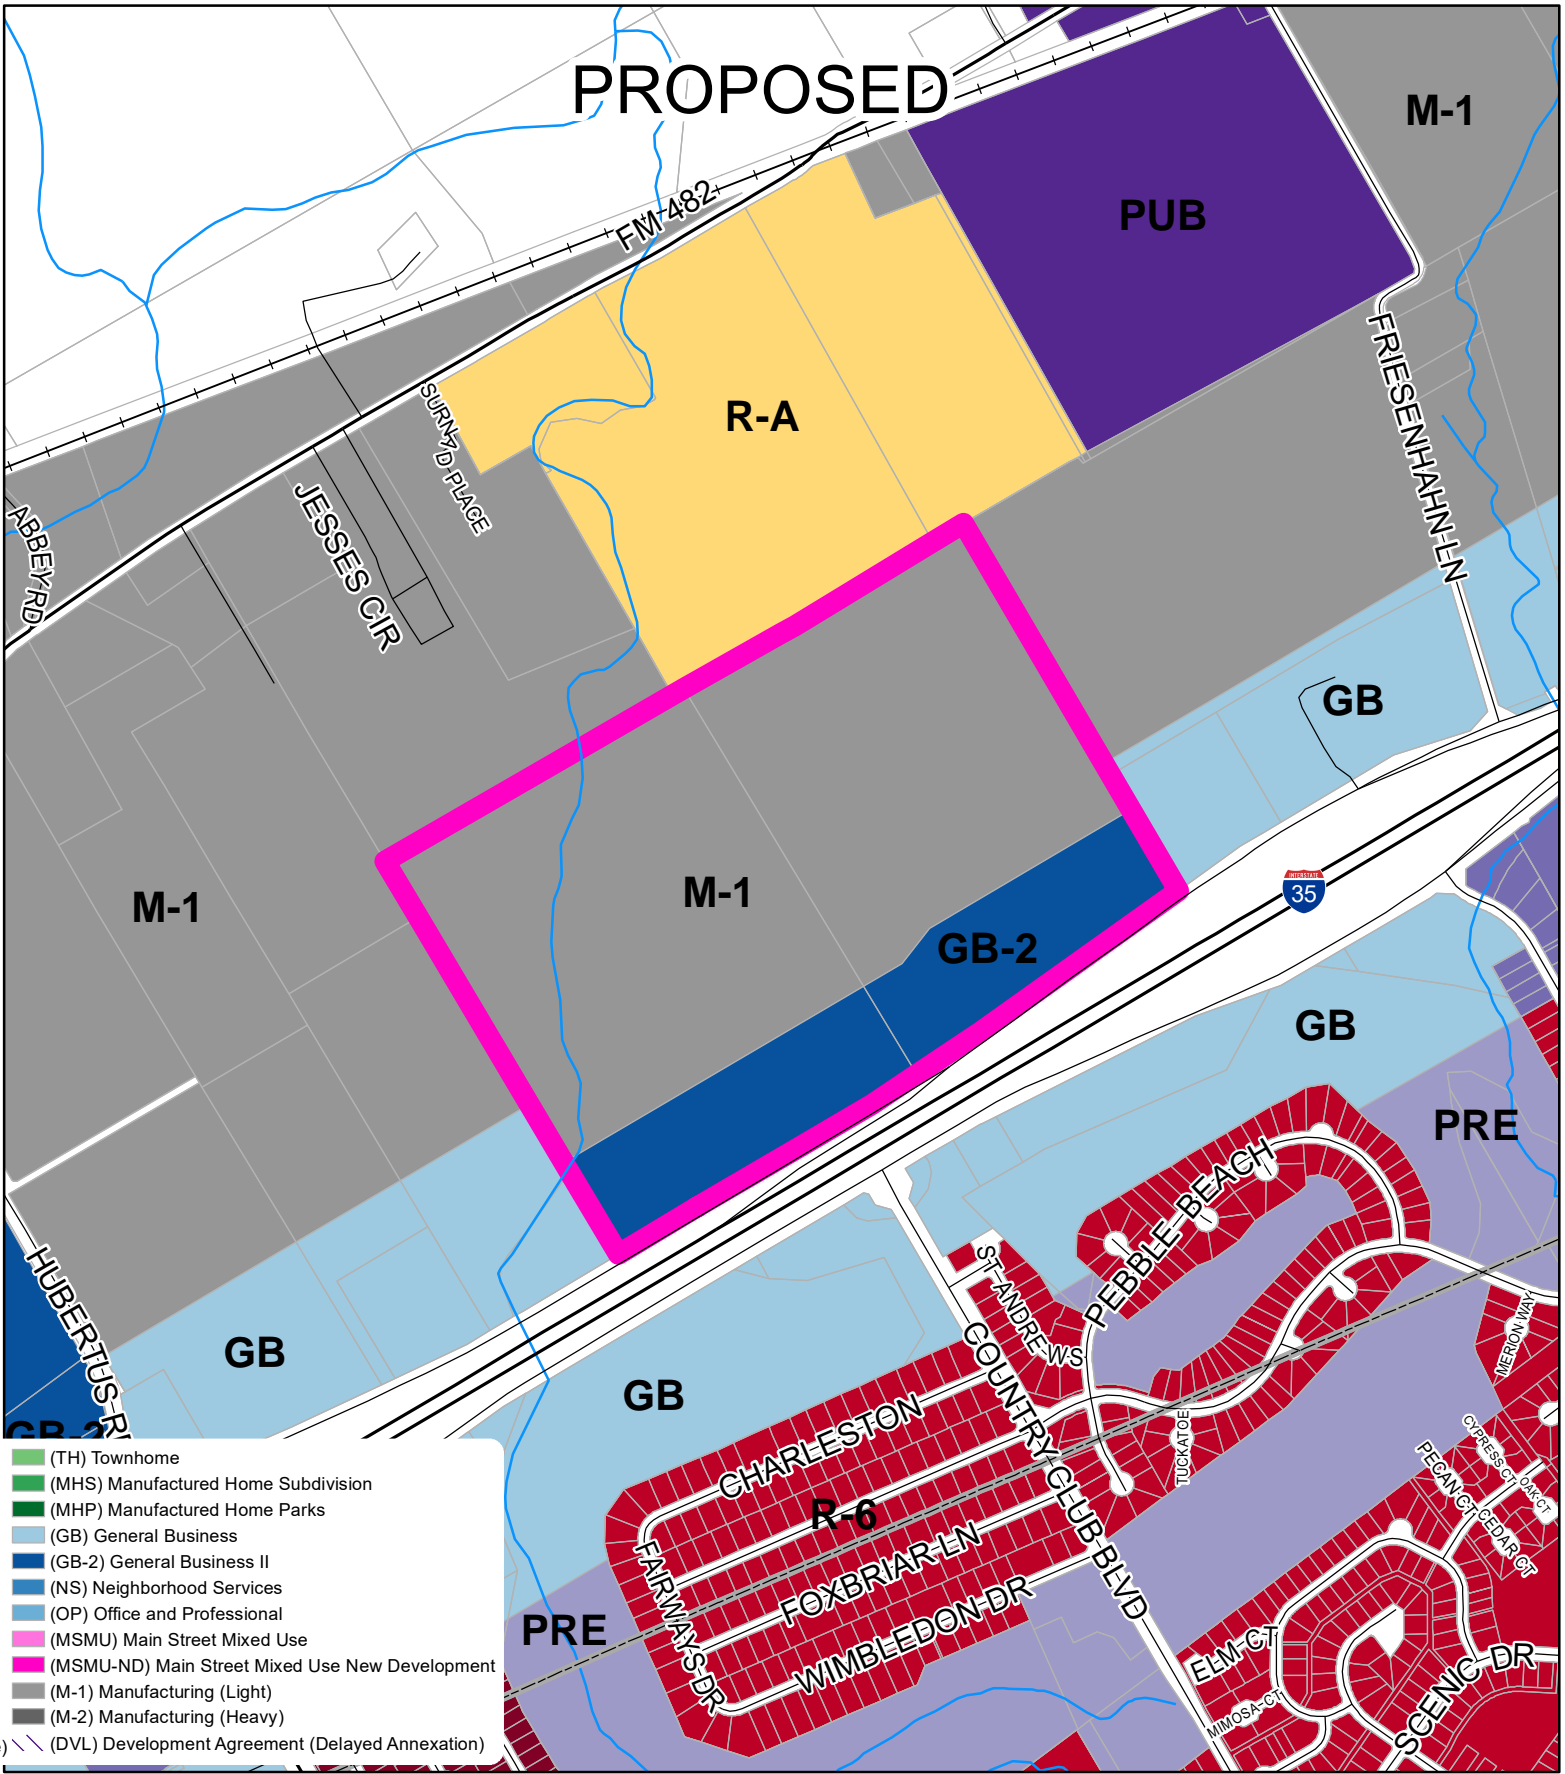 PROPOSED
M-1
PUB
FM 482
R-A
FRIESENHAHN LN
JESSES CIR
ABBEY RD
GB
M-1
M-1
GB-2
INTERSTATE
35
GB
PRE
PEBBLE BEACH
ST ANDREWS
HUBERTUS
GB
GB
COUNTRY CLUB BLVD
MERION WAY
CHARLESTON
TUCKATOE
R-6
CYPRESS CT
PECAN CT
OAK CT
CEDAR CT
FOXBRIAR LN
FAIRWAYS DR
WIMBLEDON DR
PRE
ELM CT
MIMOSA CT
SCENIC DR
GB-2
(TH) Townhome
(MHS) Manufactured Home Subdivision
(MHP) Manufactured Home Parks
(GB) General Business
(GB-2) General Business II
(NS) Neighborhood Services
(OP) Office and Professional
(MSMU) Main Street Mixed Use
(MSMU-ND) Main Street Mixed Use New Development
(M-1) Manufacturing (Light)
(M-2) Manufacturing (Heavy)
(DVL) Development Agreement (Delayed Annexation)